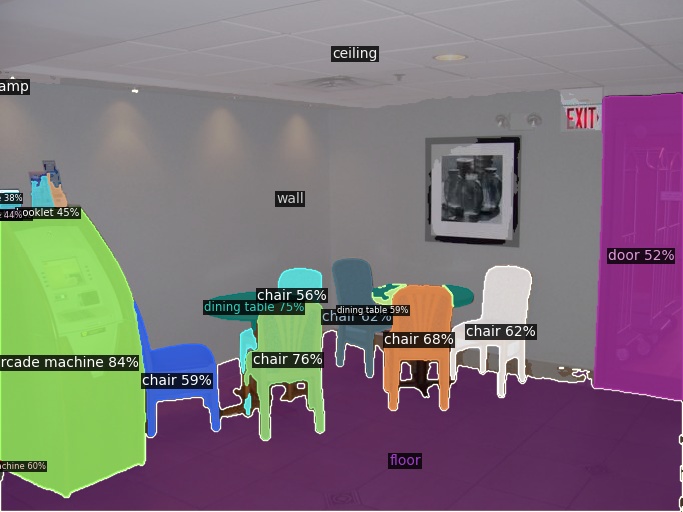 ceiling
amp
EXIT
e 38%
e 44%
ooklet 45%
wall
door 52%
chair 56%
dining table 75%
dining table 59%
chair 62%
chair 62%
chair 68%
chair 76%
rcade machine 84%
chair 59%
floor
achine 60%